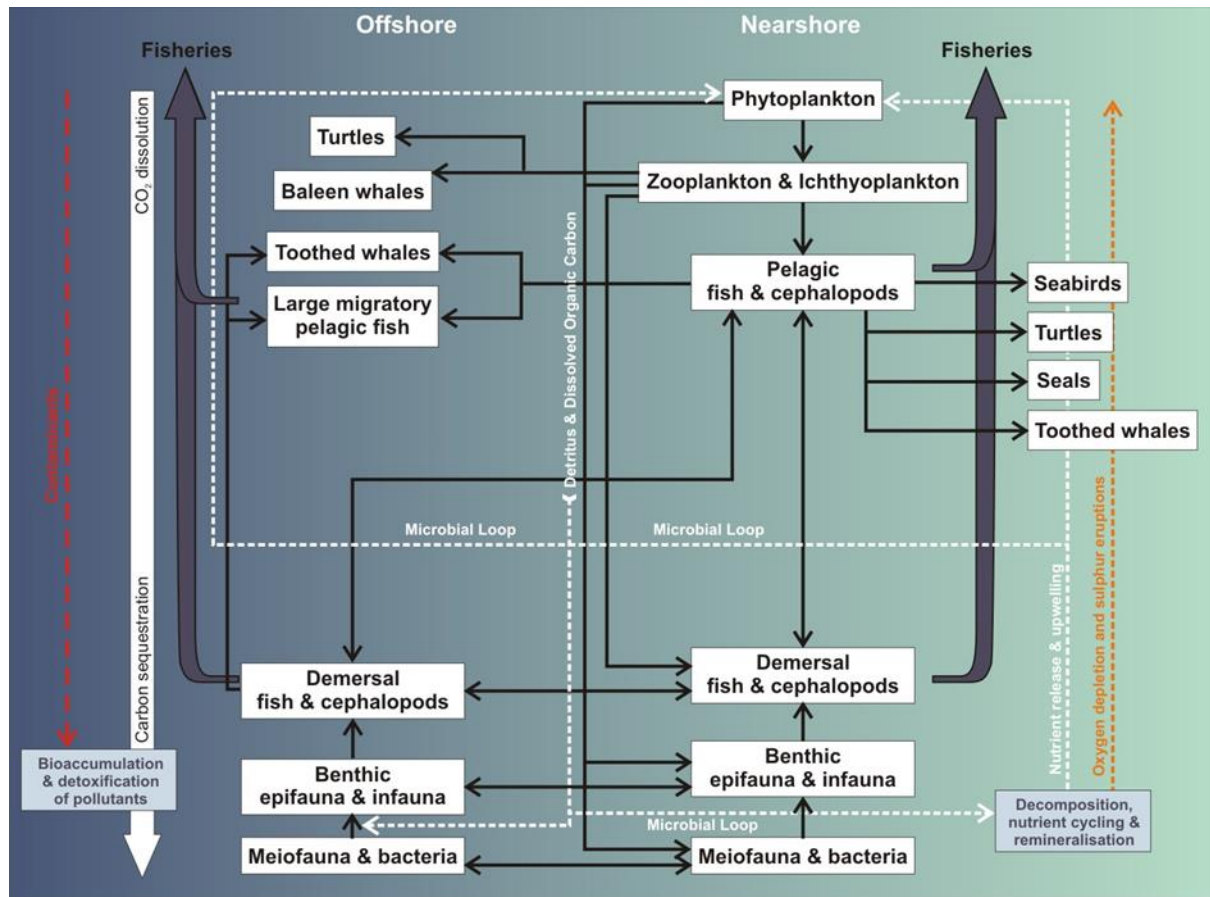 Offshore
Nearshore
Fisheries
Fisheries
Phytoplankton
Turtles
Zooplankton & Ichthyoplankton
Baleen whales
Toothed whales
Large migratory
pelagic fish
Pelagic
fish & cephalopods
Seabirds
Turtles
Seals
Toothed whales
CO₂ dissolution
Carbon sequestration
Contaminants
Detritus & Dissolved Organic Carbon
Microbial Loop
Microbial Loop
Nutrient release & upwelling
Oxygen depletion and sulphur eruptions
Demersal
fish & cephalopods
Demersal
fish & cephalopods
Bioaccumulation
& detoxification
of pollutants
Benthic
epifauna & infauna
Benthic
epifauna & infauna
Microbial Loop
Decomposition,
nutrient cycling &
remineralisation
Meiofauna & bacteria
Meiofauna & bacteria